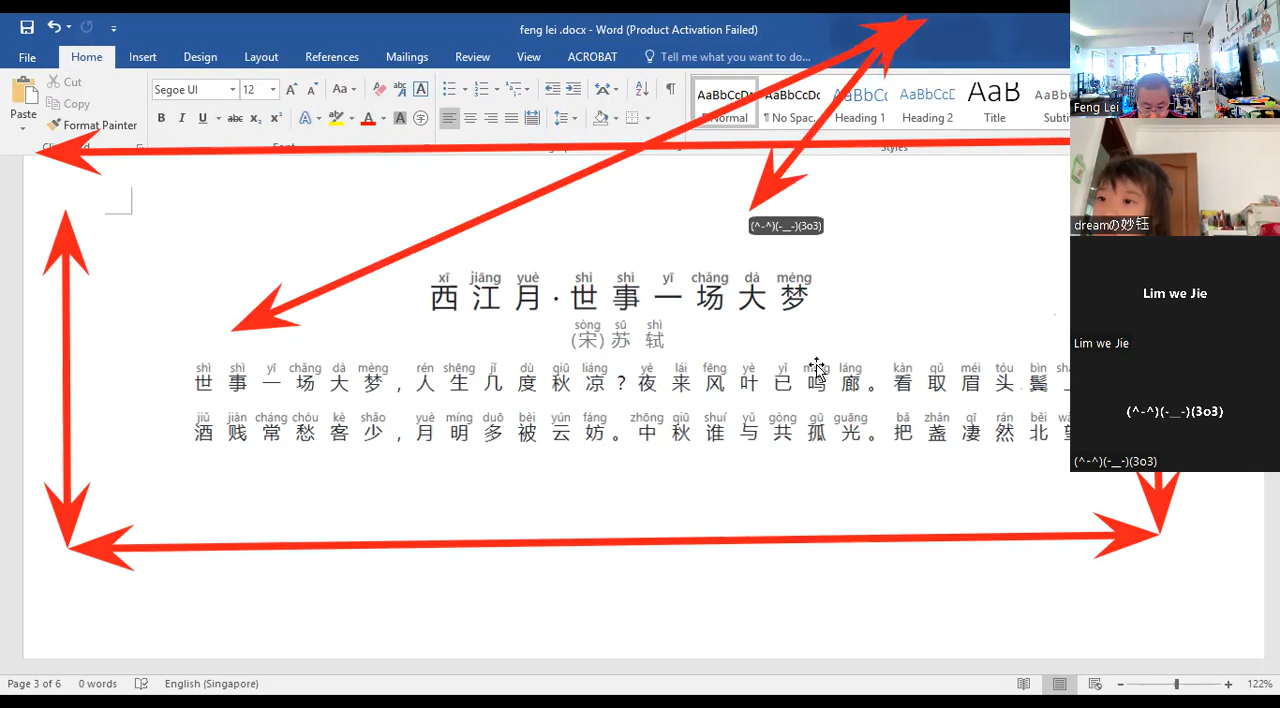 feng lei .docx - Word (Product Activation Failed)
File Home Insert Design Layout References Mailings Review View ACROBAT Tell me what you want to do...
Cut
Copy
Paste
Format Painter
Segoe UI 12
AaBbCcDc AaBbCcDc AaBbCc AaBbCcD AaB
Normal ¶ No Spac... Heading 1 Heading 2 Title
Styles
Feng Lei
dreamの妙钰
Lim we Jie
Lim we Jie
(^-^)(-__-)(3o3)
(^-^)(-__-)(3o3)
(^-^)(-__-)(3o3)
xī jiāng yuè shì shì yī chǎng dà mèng
西江月·世事一场大梦
sòng sū shì
(宋)苏轼
shì shì yī chǎng dà mèng rén shēng jǐ dù qiū liáng yè lái fēng yè yǐ láng kàn qǔ méi tóu bìn
世事一场大梦,人生几度秋凉?夜来风叶已鸣廊。看取眉头鬓
jiǔ jiàn cháng chóu kè shǎo yuè míng duō bèi yún fáng zhōng qiū shuí yǔ gòng gū guāng bǎ zhǎn qī rán běi
酒贱常愁客少,月明多被云妨。中秋谁与共孤光。把盏凄然北
Page 3 of 6 0 words English (Singapore) 122%